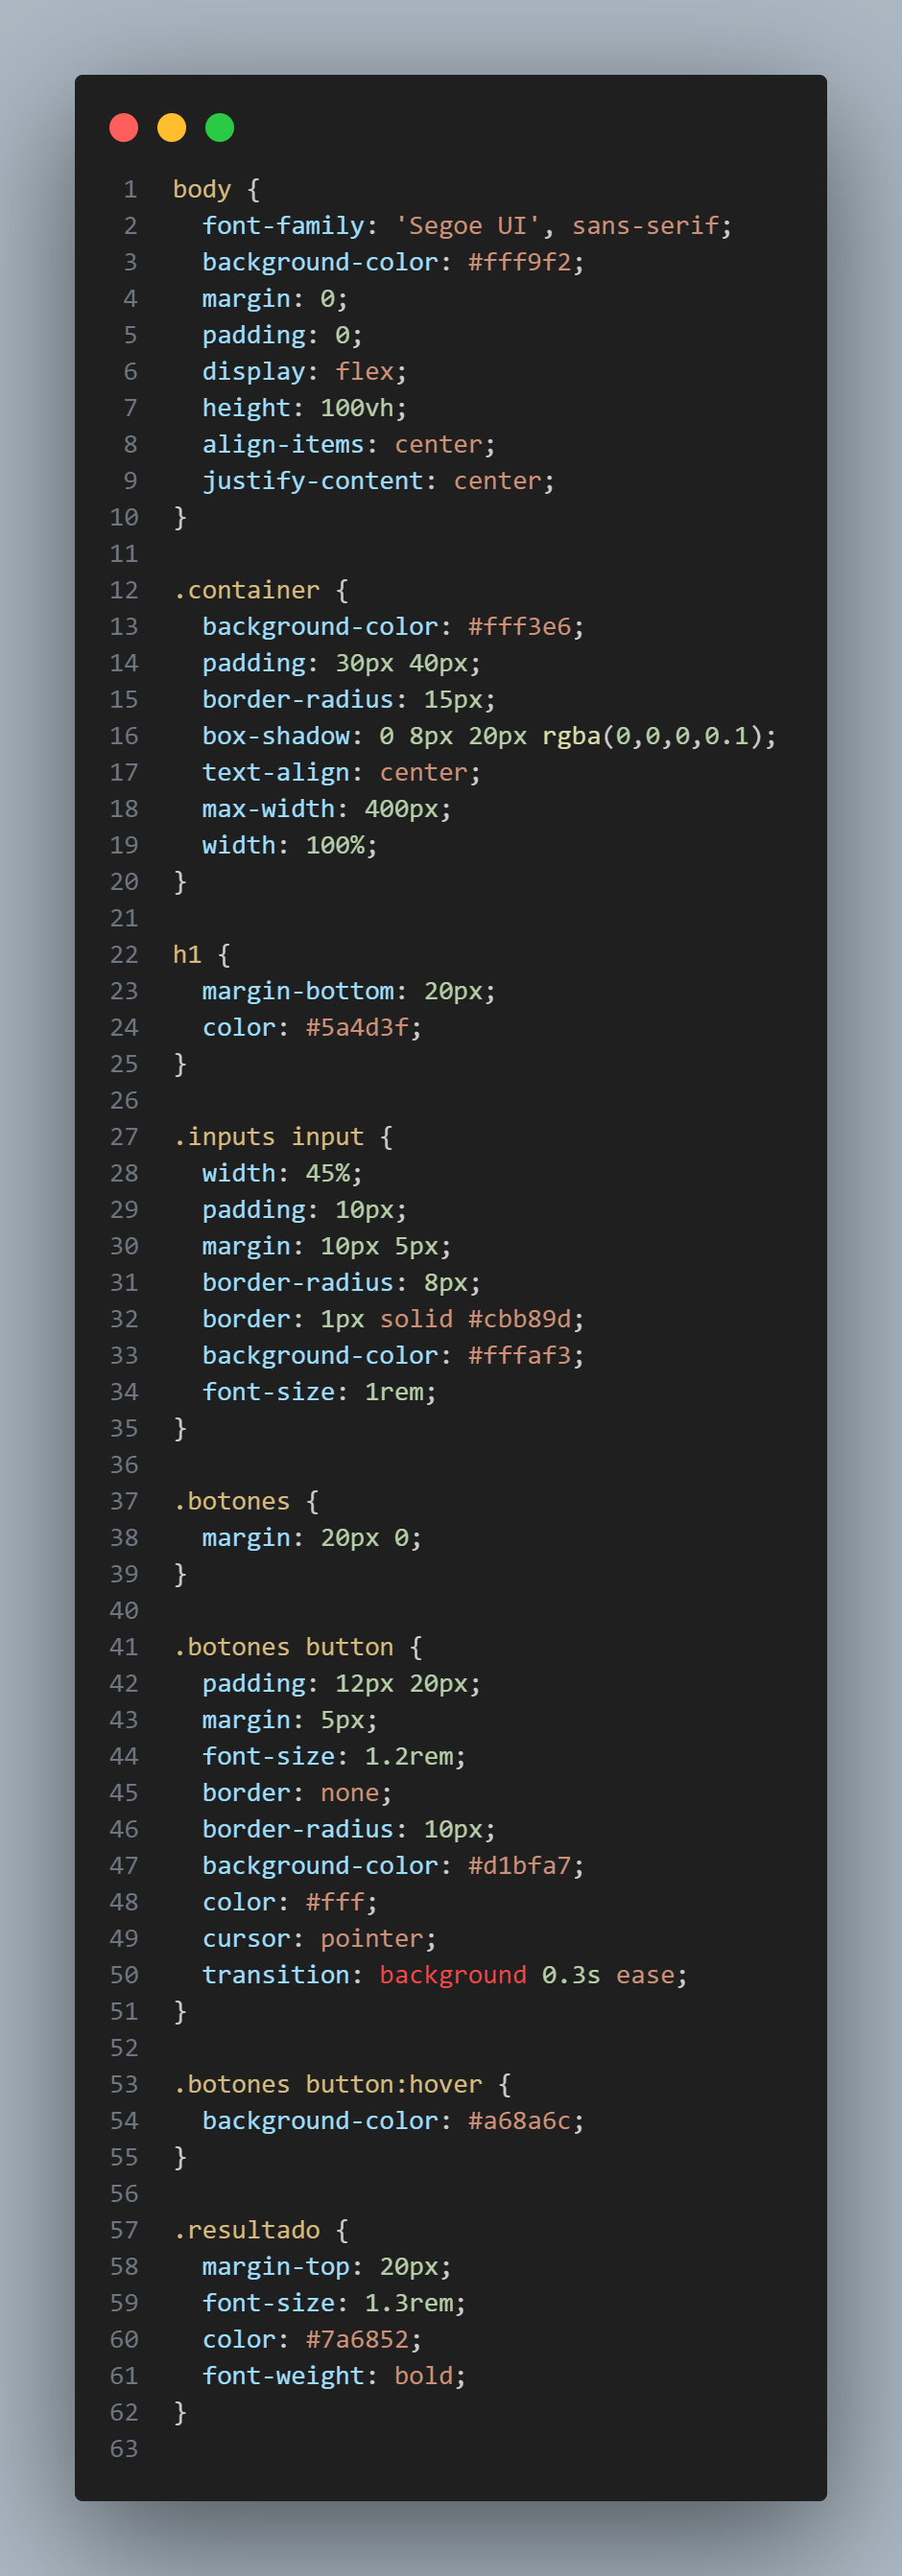 1 body {
2   font-family: 'Segoe UI', sans-serif;
3   background-color: #fff9f2;
4   margin: 0;
5   padding: 0;
6   display: flex;
7   height: 100vh;
8   align-items: center;
9   justify-content: center;
10 }
11
12 .container {
13   background-color: #fff3e6;
14   padding: 30px 40px;
15   border-radius: 15px;
16   box-shadow: 0 8px 20px rgba(0,0,0,0.1);
17   text-align: center;
18   max-width: 400px;
19   width: 100%;
20 }
21
22 h1 {
23   margin-bottom: 20px;
24   color: #5a4d3f;
25 }
26
27 .inputs input {
28   width: 45%;
29   padding: 10px;
30   margin: 10px 5px;
31   border-radius: 8px;
32   border: 1px solid #cbb89d;
33   background-color: #fffaf3;
34   font-size: 1rem;
35 }
36
37 .botones {
38   margin: 20px 0;
39 }
40
41 .botones button {
42   padding: 12px 20px;
43   margin: 5px;
44   font-size: 1.2rem;
45   border: none;
46   border-radius: 10px;
47   background-color: #d1bfa7;
48   color: #fff;
49   cursor: pointer;
50   transition: background 0.3s ease;
51 }
52
53 .botones button:hover {
54   background-color: #a68a6c;
55 }
56
57 .resultado {
58   margin-top: 20px;
59   font-size: 1.3rem;
60   color: #7a6852;
61   font-weight: bold;
62 }
63